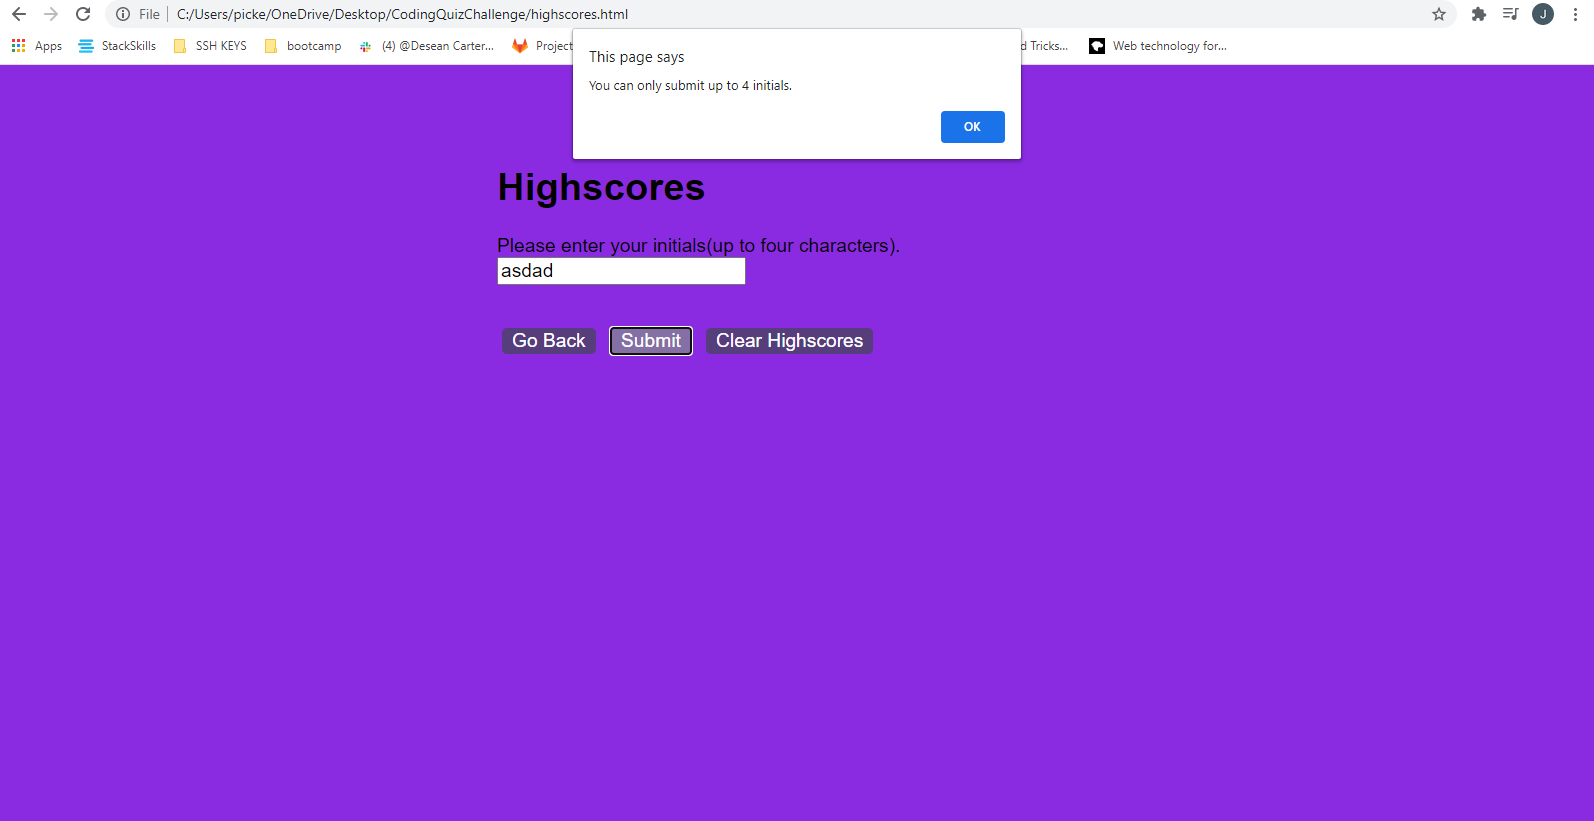 File C:/Users/picke/OneDrive/Desktop/CodingQuizChallenge/highscores.html J
Apps StackSkills SSH KEYS bootcamp (4) @Desean Carter... Project d Tricks... Web technology for...
This page says
You can only submit up to 4 initials.
OK
Highscores
Please enter your initials(up to four characters).
asdad
Go Back Submit Clear Highscores